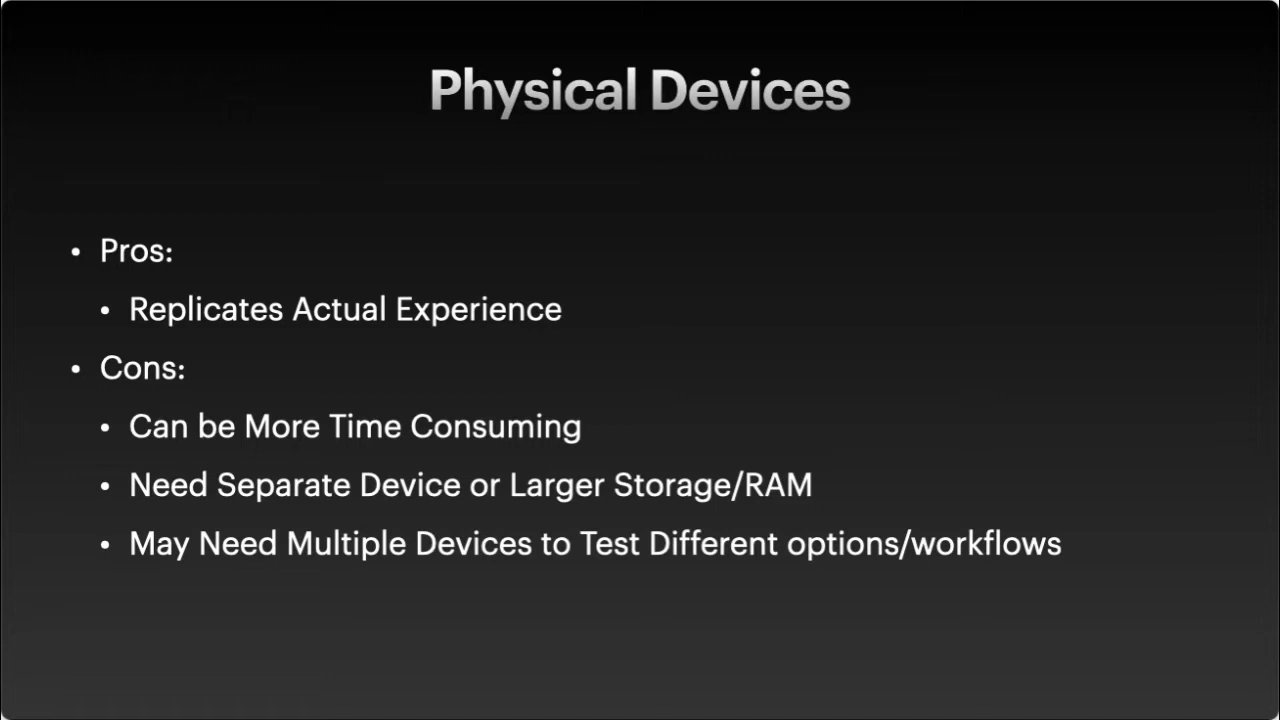 Physical Devices
• Pros:
• Replicates Actual Experience
• Cons:
• Can be More Time Consuming
• Need Separate Device or Larger Storage/RAM
• May Need Multiple Devices to Test Different options/workflows